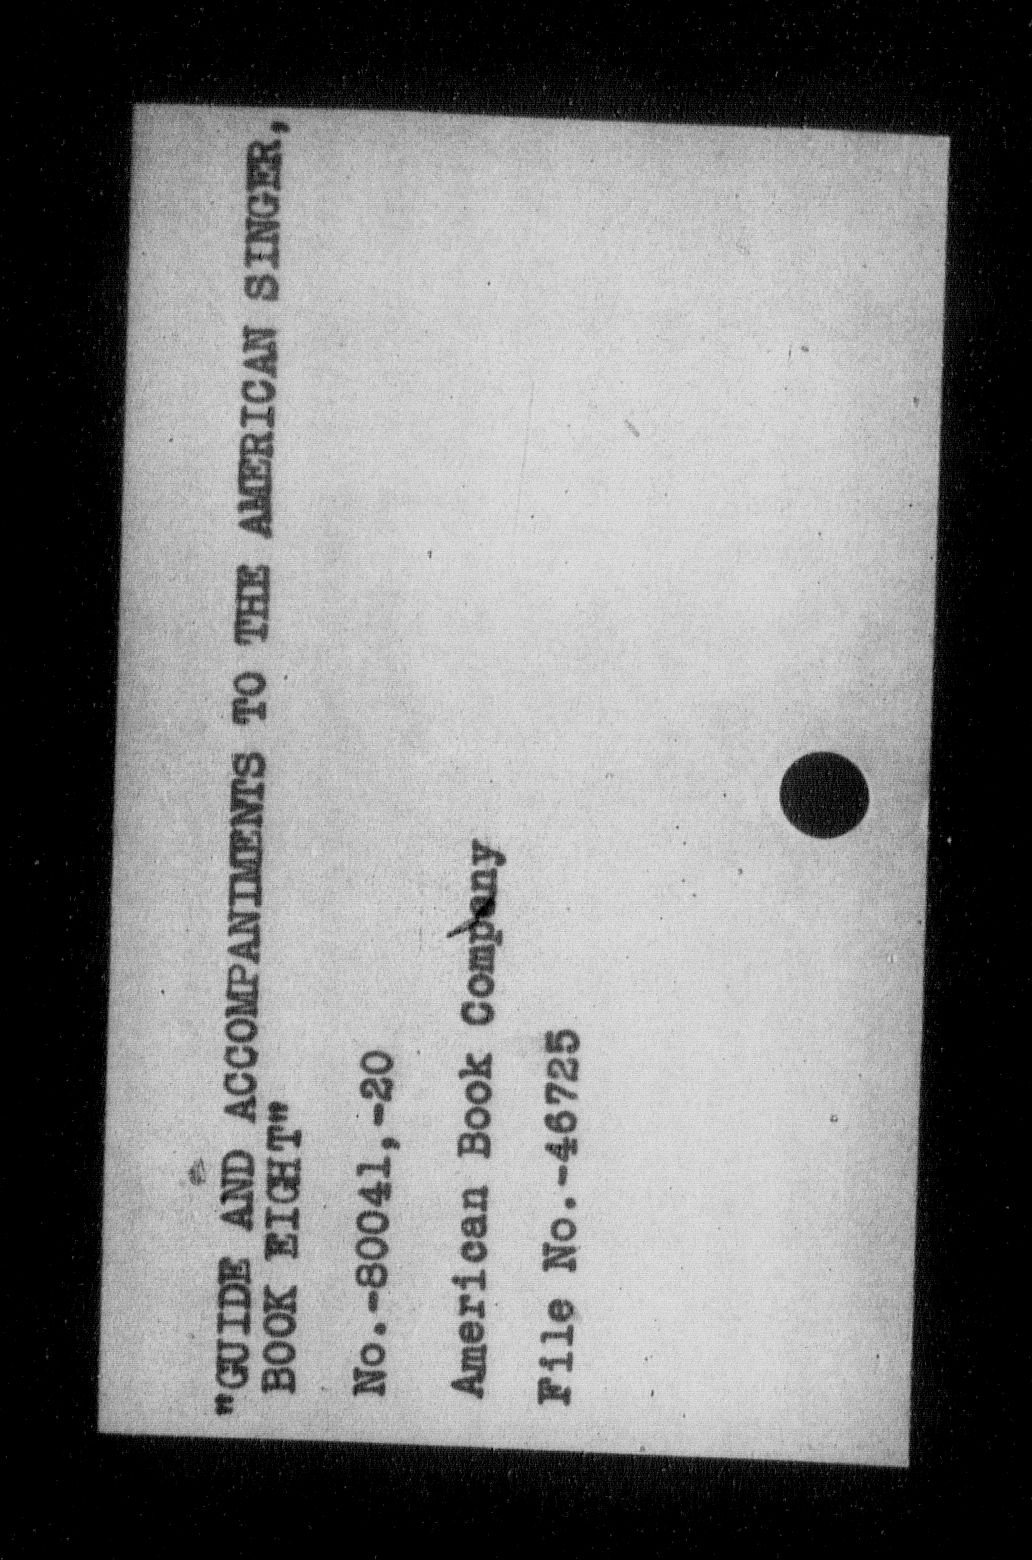 "GUIDE AND ACCOMPANIMENTS TO THE AMERICAN SINGER,
BOOK EIGHT"
No.-80041,-20
American Book Company
File No.-46725